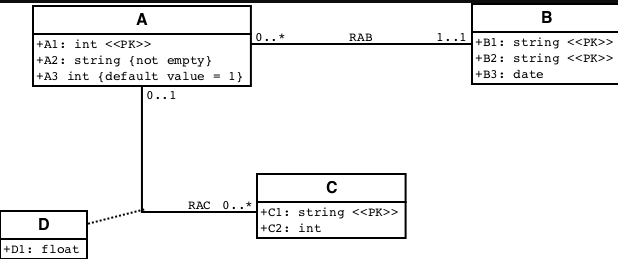 A
+A1: int <<PK>>
+A2: string {not empty}
+A3 int {default value = 1}
0..* RAB 1..1
B
+B1: string <<PK>>
+B2: string <<PK>>
+B3: date
0..1
RAC 0..*
C
+C1: string <<PK>>
+C2: int
D
+D1: float